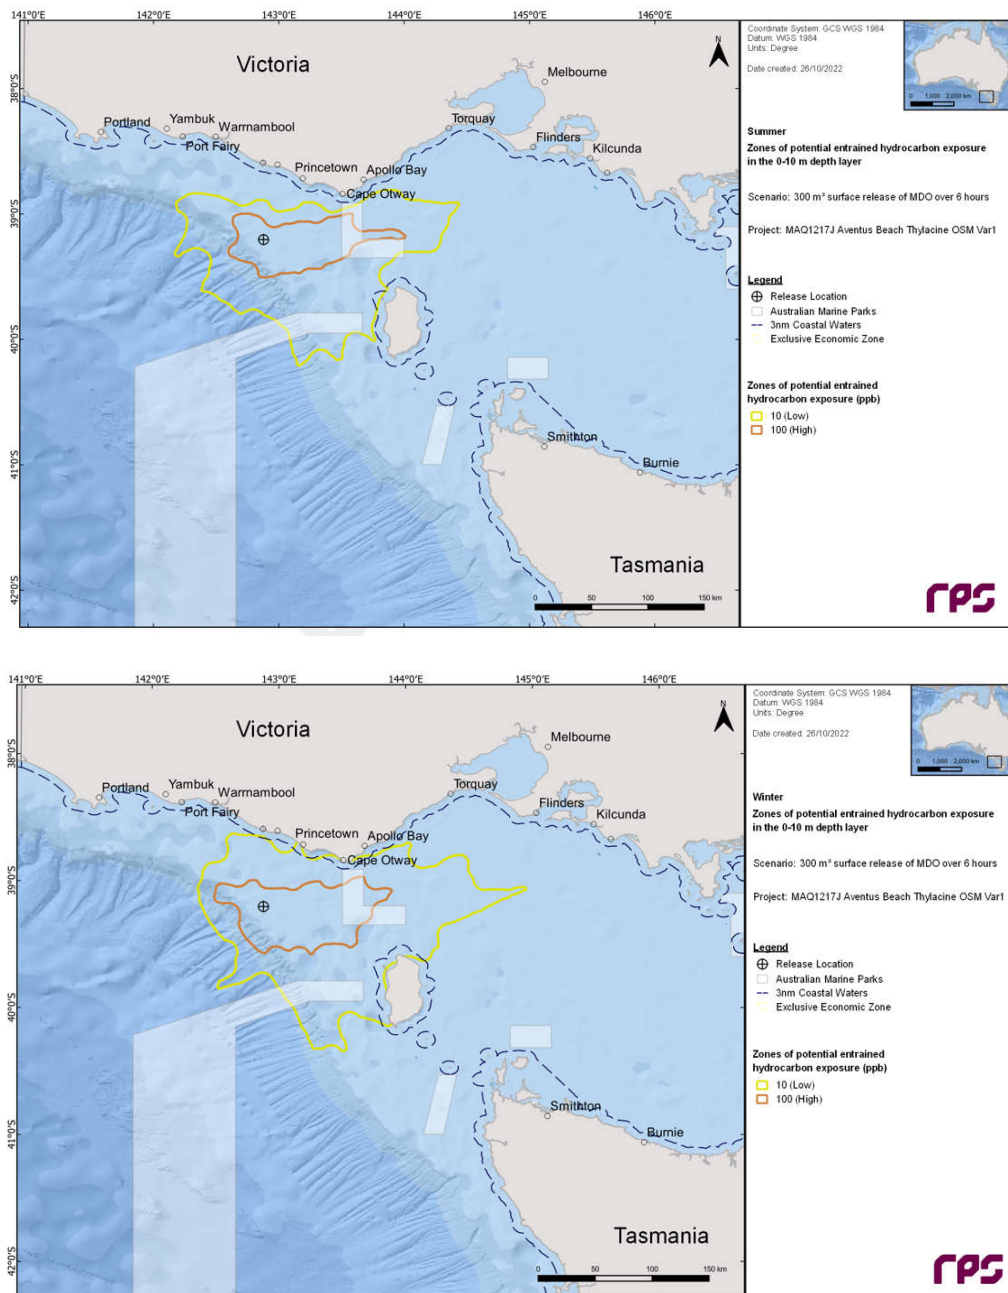 141°0'E 142°0'E 143°0'E 144°0'E 145°0'E 146°0'E
38°0'S
39°0'S
40°0'S
41°0'S
42°0'S
Victoria
Melbourne
Portland
Yambuk
Warrnambool
Port Fairy
Torquay
Flinders
Kilcunda
Princetown
Apollo Bay
Cape Otway
Smithton
Burnie
Tasmania
0 50 100 150 km
N
Coordinate System: GCS WGS 1984
Datum: WGS 1984
Units: Degree
Date created: 26/10/2022
0 1,000 2,000 km
Summer
Zones of potential entrained hydrocarbon exposure
in the 0-10 m depth layer
Scenario: 300 m³ surface release of MDO over 6 hours
Project: MAQ1217J Aventus Beach Thylacine OSM Var1
Legend
Release Location
Australian Marine Parks
3nm Coastal Waters
Exclusive Economic Zone
Zones of potential entrained
hydrocarbon exposure (ppb)
10 (Low)
100 (High)
rps
141°0'E 142°0'E 143°0'E 144°0'E 145°0'E 146°0'E
38°0'S
39°0'S
40°0'S
41°0'S
42°0'S
Victoria
Melbourne
Portland
Yambuk
Warrnambool
Port Fairy
Torquay
Flinders
Kilcunda
Princetown
Apollo Bay
Cape Otway
Smithton
Burnie
Tasmania
0 50 100 150 km
N
Coordinate System: GCS WGS 1984
Datum: WGS 1984
Units: Degree
Date created: 26/10/2022
0 1,000 2,000 km
Winter
Zones of potential entrained hydrocarbon exposure
in the 0-10 m depth layer
Scenario: 300 m³ surface release of MDO over 6 hours
Project: MAQ1217J Aventus Beach Thylacine OSM Var1
Legend
Release Location
Australian Marine Parks
3nm Coastal Waters
Exclusive Economic Zone
Zones of potential entrained
hydrocarbon exposure (ppb)
10 (Low)
100 (High)
rps